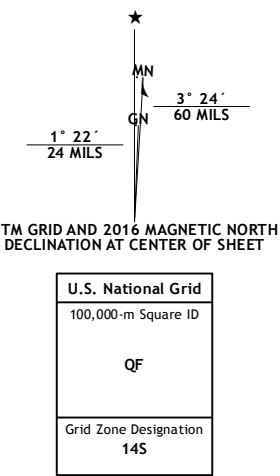 ★
MN
3° 24´
60 MILS
GN
1° 22´
24 MILS
TM GRID AND 2016 MAGNETIC NORTH
DECLINATION AT CENTER OF SHEET
U.S. National Grid
100,000-m Square ID
QF
Grid Zone Designation
14S